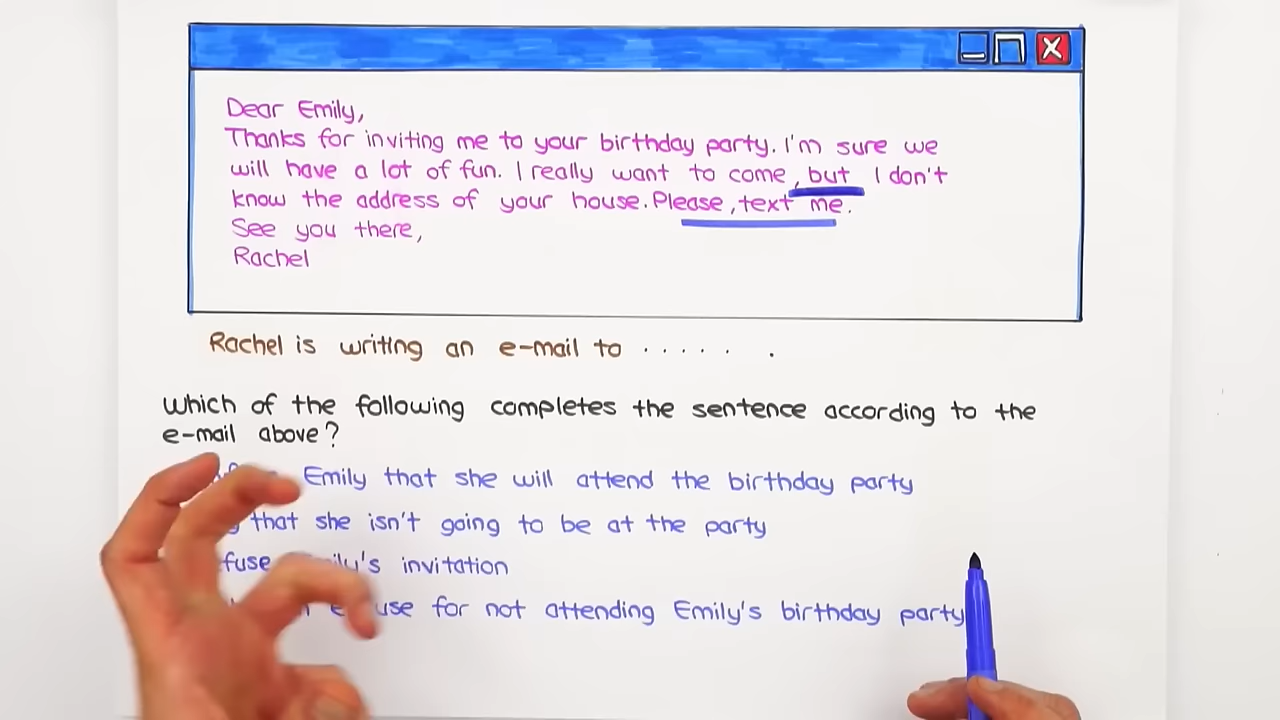 Dear Emily,
Thanks for inviting me to your birthday party. I'm sure we
will have a lot of fun. I really want to come, but I don't
know the address of your house. Please, text me.
See you there,
Rachel
Rachel is writing an e-mail to ..... .
Which of the following completes the sentence according to the
e-mail above?
Emily that she will attend the birthday party
that she isn't going to be at the party
invitation
for not attending Emily's birthday party